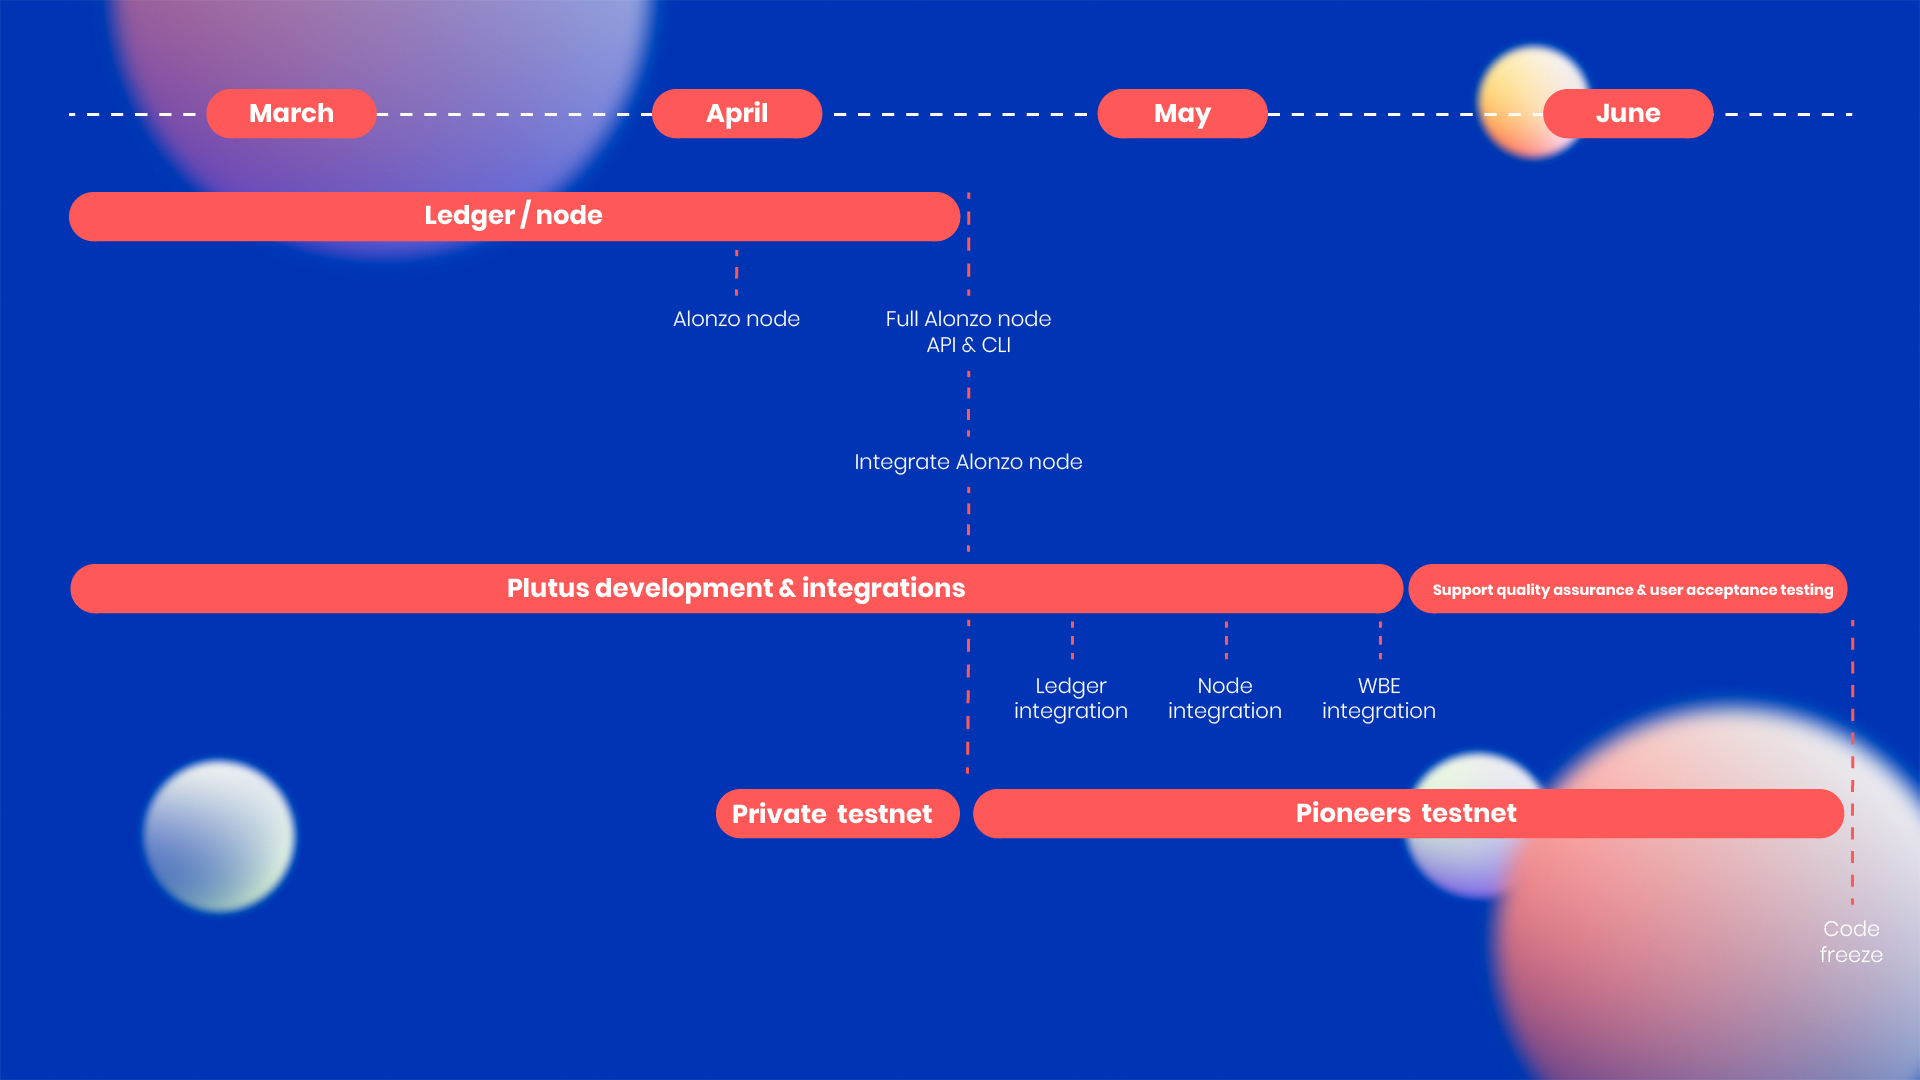 March
April
May
June
Ledger / node
Alonzo node
Full Alonzo node
API & CLI
Integrate Alonzo node
Plutus development & integrations
Support quality assurance & user acceptance testing
Ledger
integration
Node
integration
WBE
integration
Private testnet
Pioneers testnet
Code
freeze